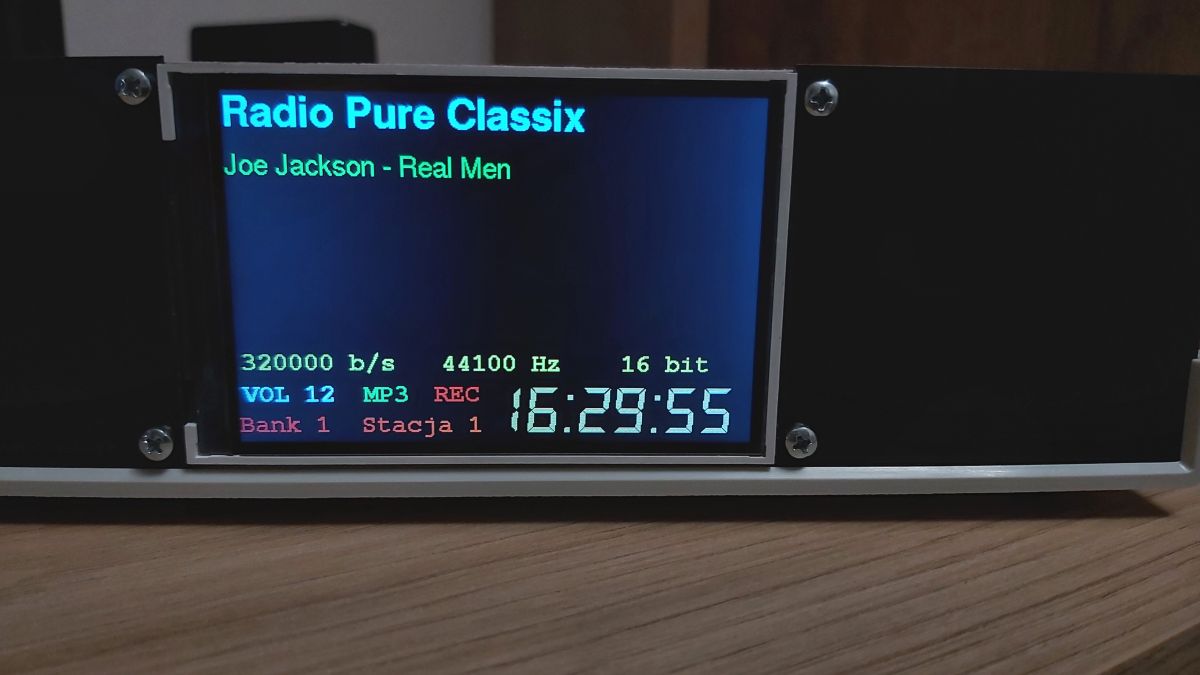 Radio Pure Classix
Joe Jackson - Real Men
320000 b/s 44100 Hz 16 bit
VOL 12 MP3 REC 16:29:55
Bank 1 Stacja 1